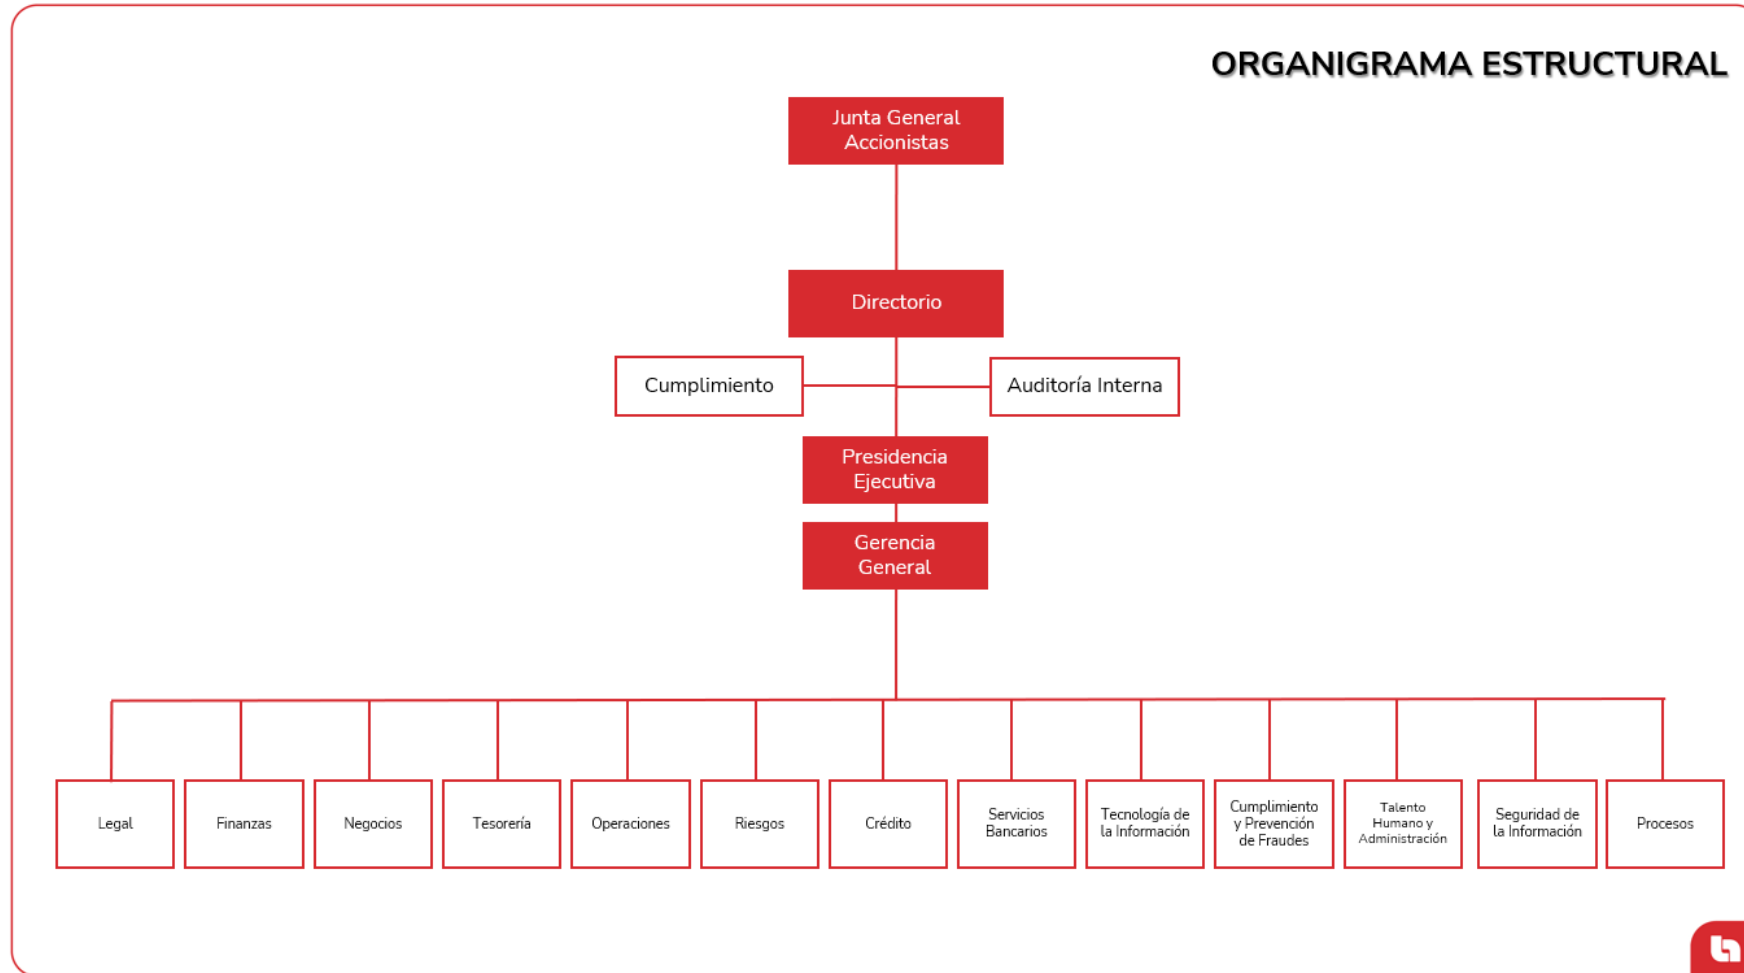 ORGANIGRAMA ESTRUCTURAL
Junta General
Accionistas
Directorio
Cumplimiento
Auditoría Interna
Presidencia
Ejecutiva
Gerencia
General
Legal
Finanzas
Negocios
Tesorería
Operaciones
Riesgos
Crédito
Servicios
Bancarios
Tecnología de
la Información
Cumplimiento
y Prevención
de Fraudes
Talento
Humano y
Administración
Seguridad de
la Información
Procesos